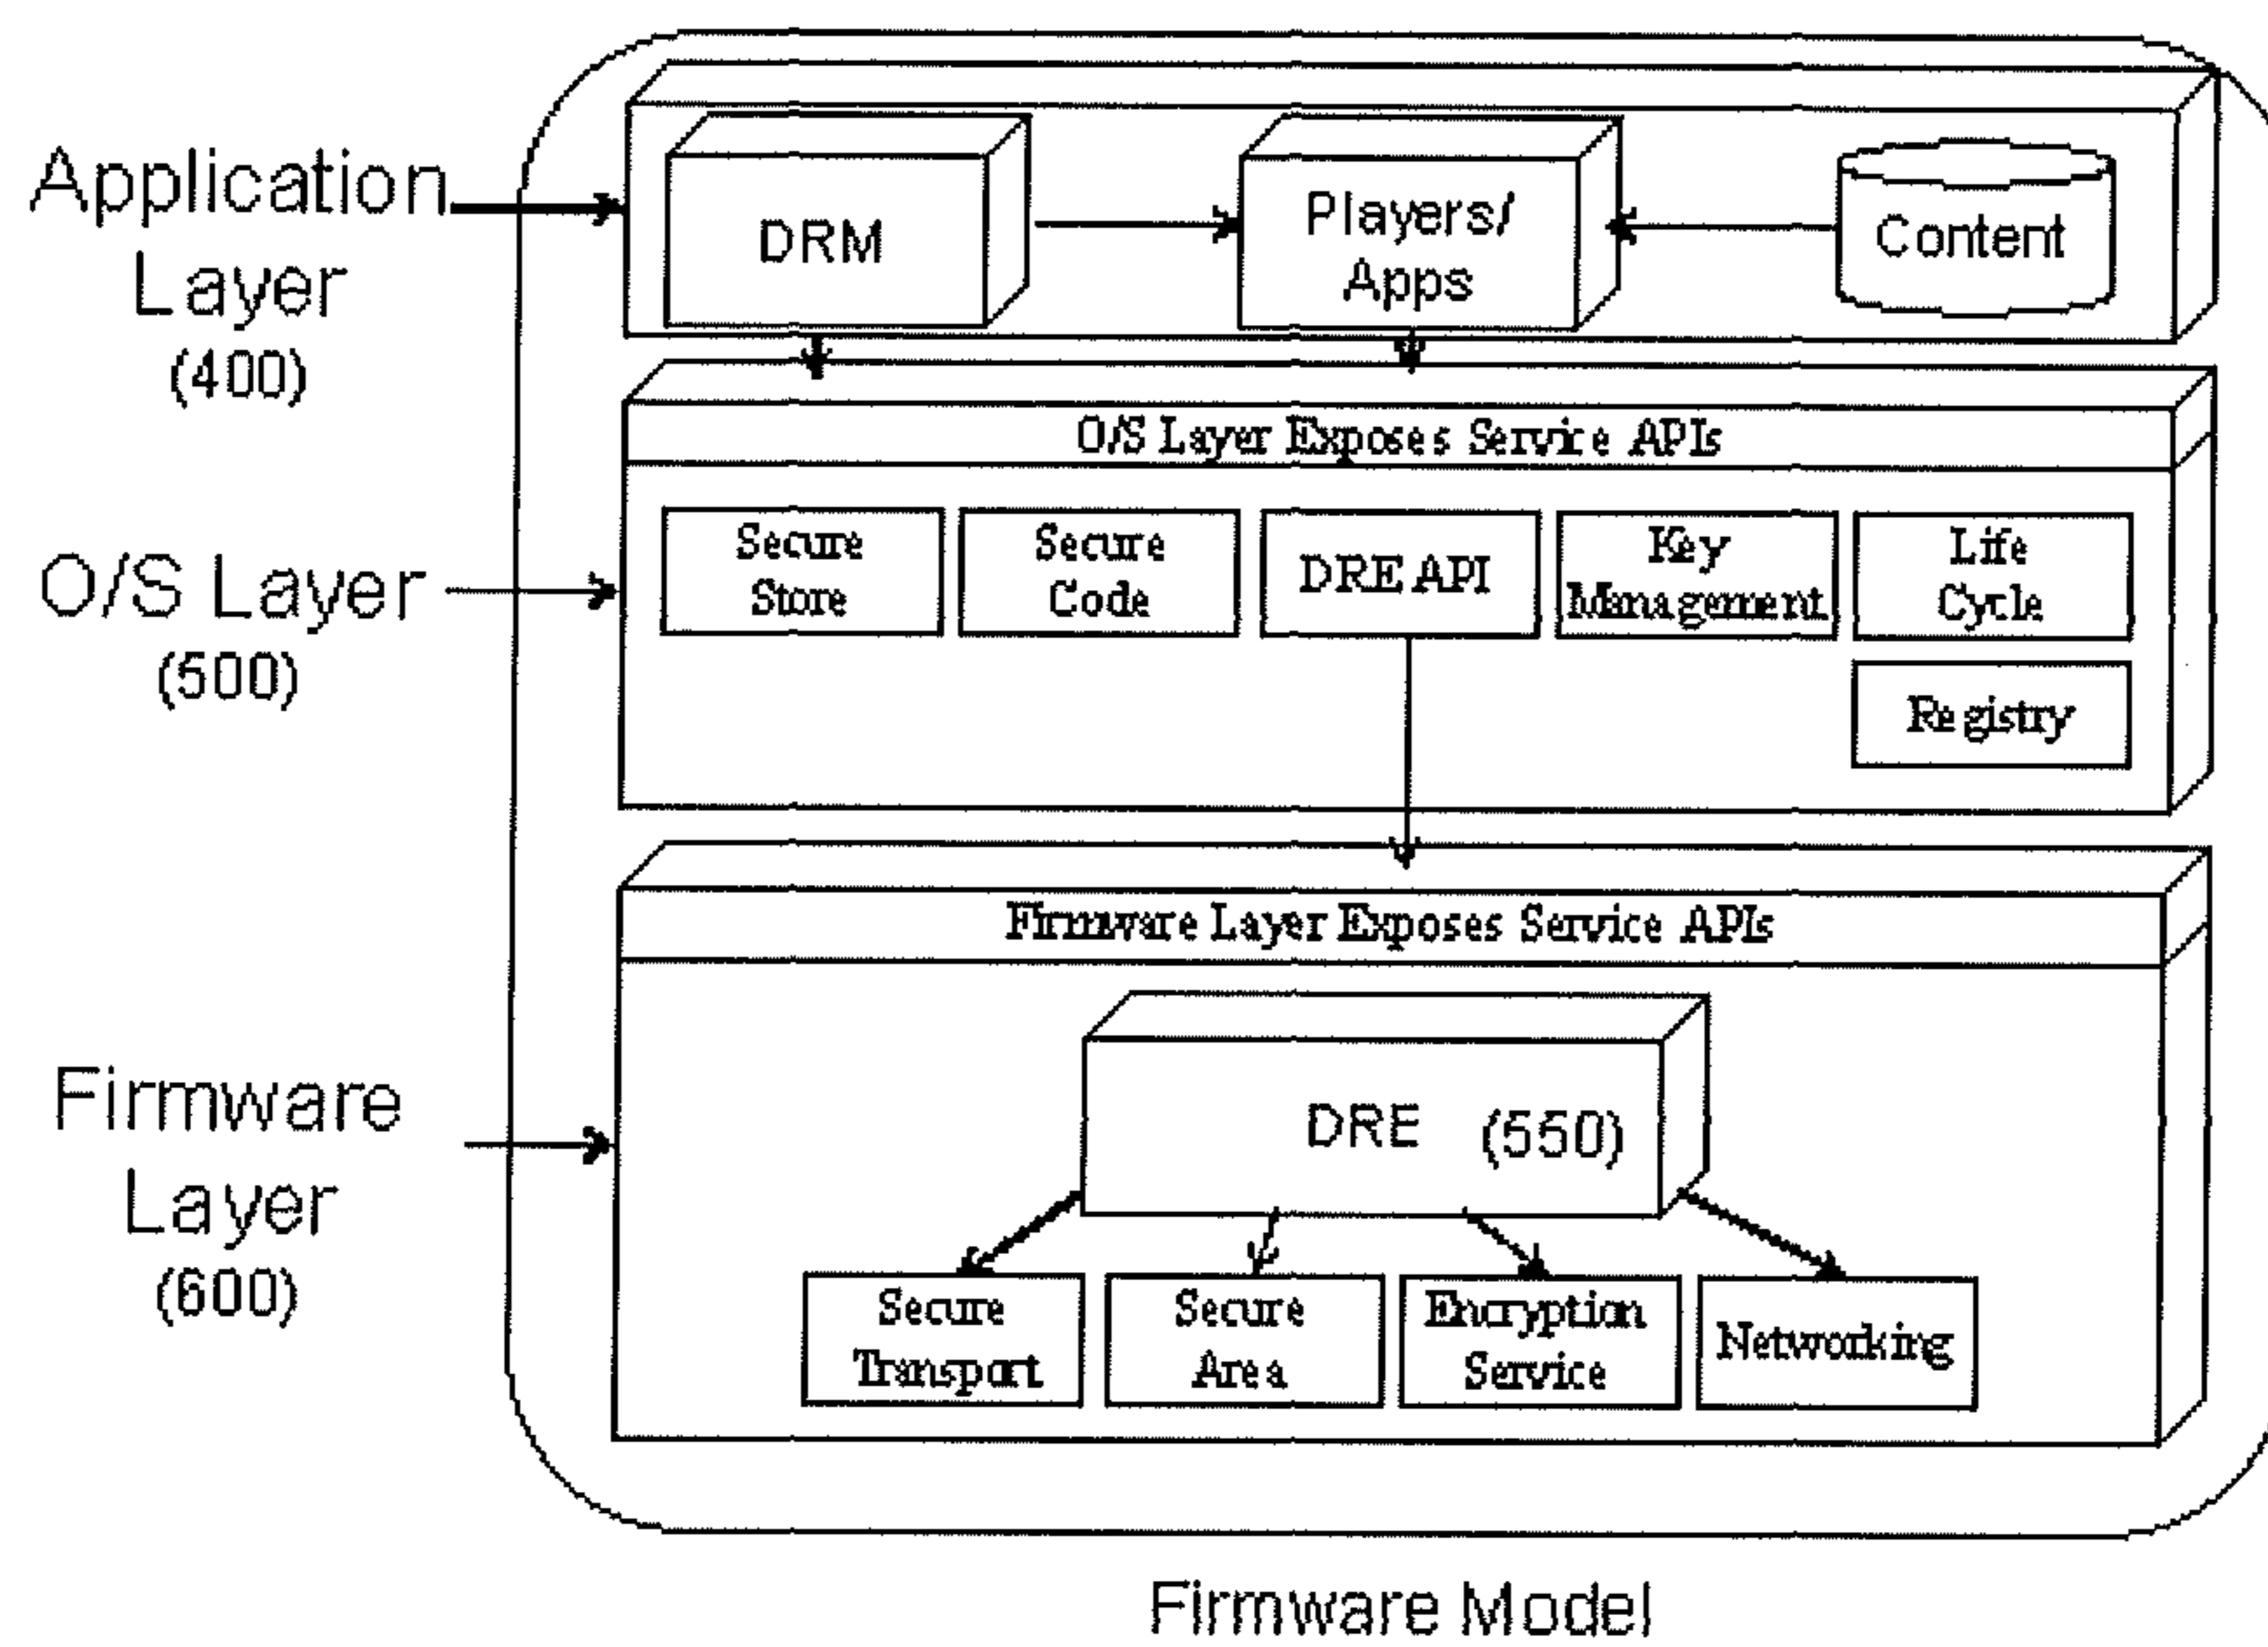 Application
Layer
(400)
DRM
Players/
Apps
Content
O/S Layer Exposes Service APIs
O/S Layer
(500)
Secure
Store
Secure
Code
DRE API
Key
Management
Life
Cycle
Registry
Firmware Layer Exposes Service APIs
Firmware
Layer
(600)
DRE (550)
Secure
Transport
Secure
Area
Encryption
Service
Networking
Firmware Model